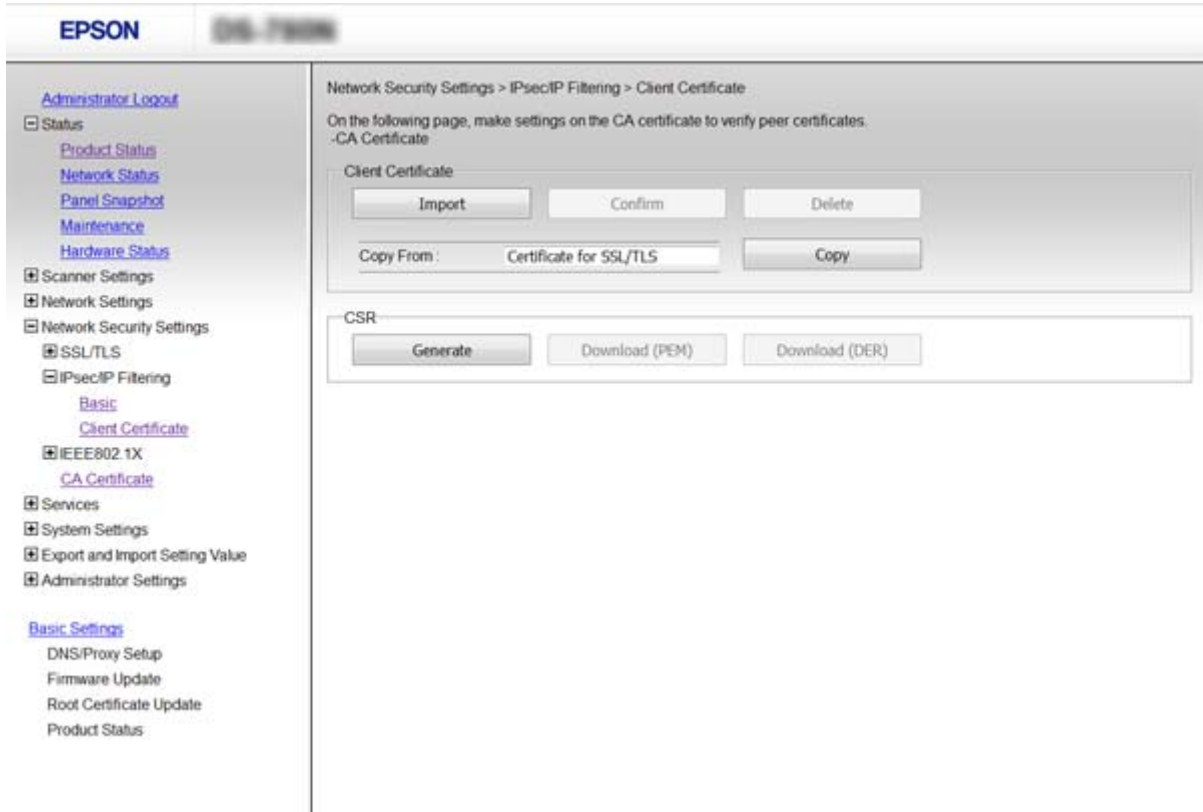 EPSON
Administrator Logout
Status
Product Status
Network Status
Panel Snapshot
Maintenance
Hardware Status
Scanner Settings
Network Settings
Network Security Settings
SSL/TLS
IPsec/IP Filtering
Basic
Client Certificate
IEEE802.1X
CA Certificate
Services
System Settings
Export and Import Setting Value
Administrator Settings
Basic Settings
DNS/Proxy Setup
Firmware Update
Root Certificate Update
Product Status
Network Security Settings > IPsec/IP Filtering > Client Certificate
On the following page, make settings on the CA certificate to verify peer certificates.
-CA Certificate
Client Certificate
Import Confirm Delete
Copy From : Certificate for SSL/TLS Copy
CSR
Generate Download (PEM) Download (DER)